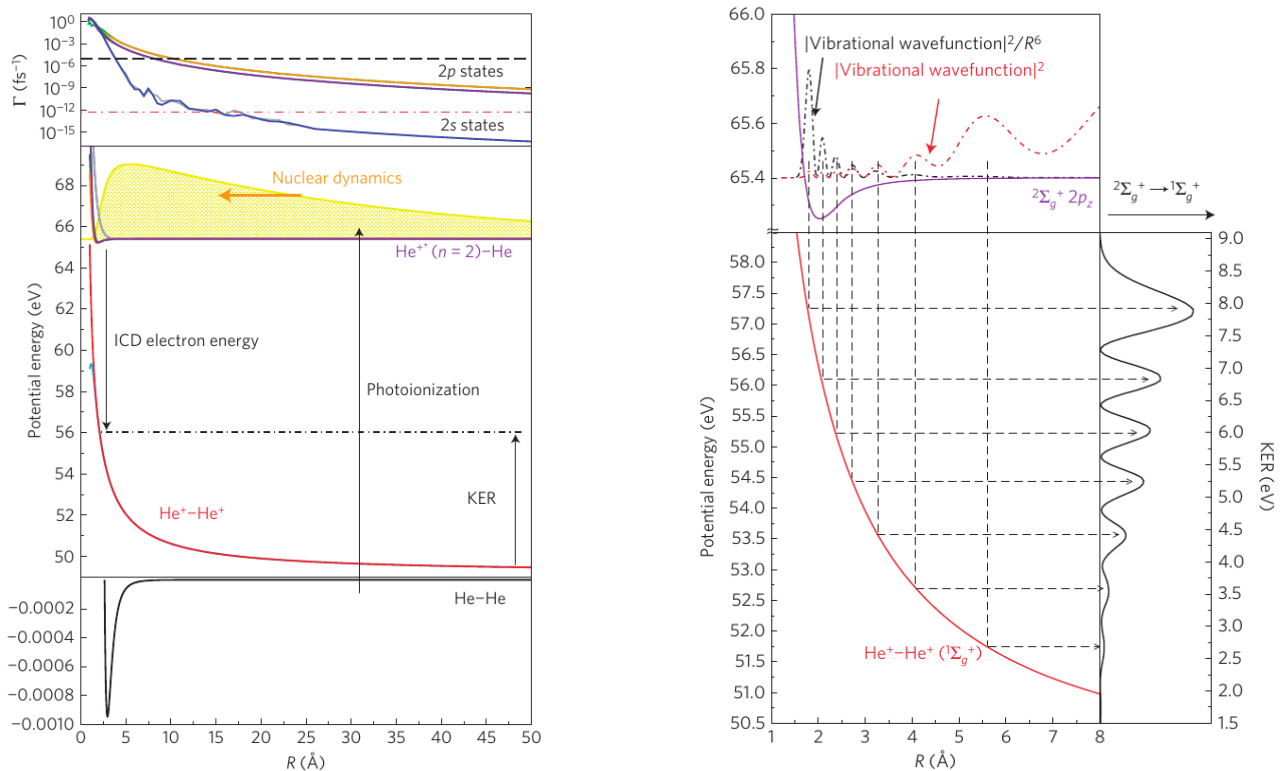 10⁰
10⁻³
10⁻⁶
10⁻⁹
10⁻¹²
10⁻¹⁵
Γ (fs⁻¹)
2p states
2s states
68
66
64
62
60
58
56
54
52
50
Potential energy (eV)
Nuclear dynamics
He⁺* (n = 2)–He
ICD electron energy
Photoionization
KER
He⁺–He⁺
He–He
−0.0002
−0.0004
−0.0006
−0.0008
−0.0010
0 5 10 15 20 25 30 35 40 45 50
R (Å)
66.0
65.8
65.6
65.4
|Vibrational wavefunction|²/R⁶
|Vibrational wavefunction|²
²Σg⁺ 2pz
²Σg⁺ → ¹Σg⁺
58.5
58.0
57.5
57.0
56.5
56.0
55.5
55.0
54.5
54.0
53.5
53.0
52.5
52.0
51.5
51.0
50.5
Potential energy (eV)
He⁺–He⁺ (¹Σg⁺)
9.0
8.5
8.0
7.5
7.0
6.5
6.0
5.5
5.0
4.5
4.0
3.5
3.0
2.5
2.0
1.5
KER (eV)
1 2 3 4 5 6 7 8
R (Å)